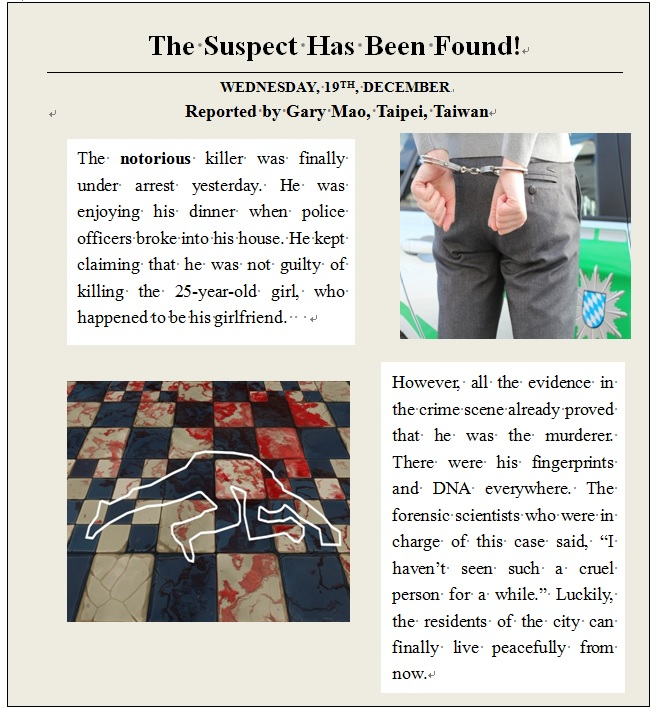 The Suspect Has Been Found!
WEDNESDAY, 19TH, DECEMBER
Reported by Gary Mao, Taipei, Taiwan
The notorious killer was finally
under arrest yesterday. He was
enjoying his dinner when police
officers broke into his house. He kept
claiming that he was not guilty of
killing the 25-year-old girl, who
happened to be his girlfriend.
However, all the evidence in
the crime scene already proved
that he was the murderer.
There were his fingerprints
and DNA everywhere. The
forensic scientists who were in
charge of this case said, “I
haven’t seen such a cruel
person for a while.” Luckily,
the residents of the city can
finally live peacefully from
now.